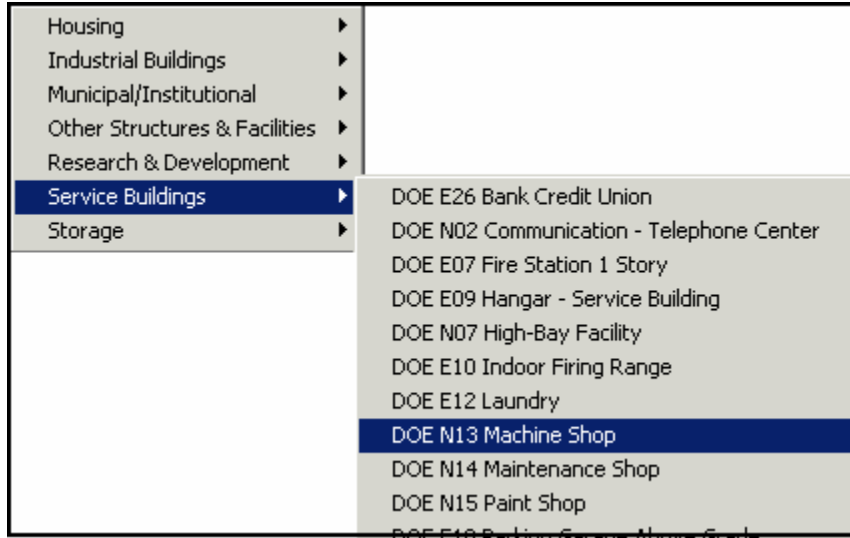 Housing
Industrial Buildings
Municipal/Institutional
Other Structures & Facilities
Research & Development
Service Buildings
Storage
DOE E26 Bank Credit Union
DOE N02 Communication - Telephone Center
DOE E07 Fire Station 1 Story
DOE E09 Hangar - Service Building
DOE N07 High-Bay Facility
DOE E10 Indoor Firing Range
DOE E12 Laundry
DOE N13 Machine Shop
DOE N14 Maintenance Shop
DOE N15 Paint Shop